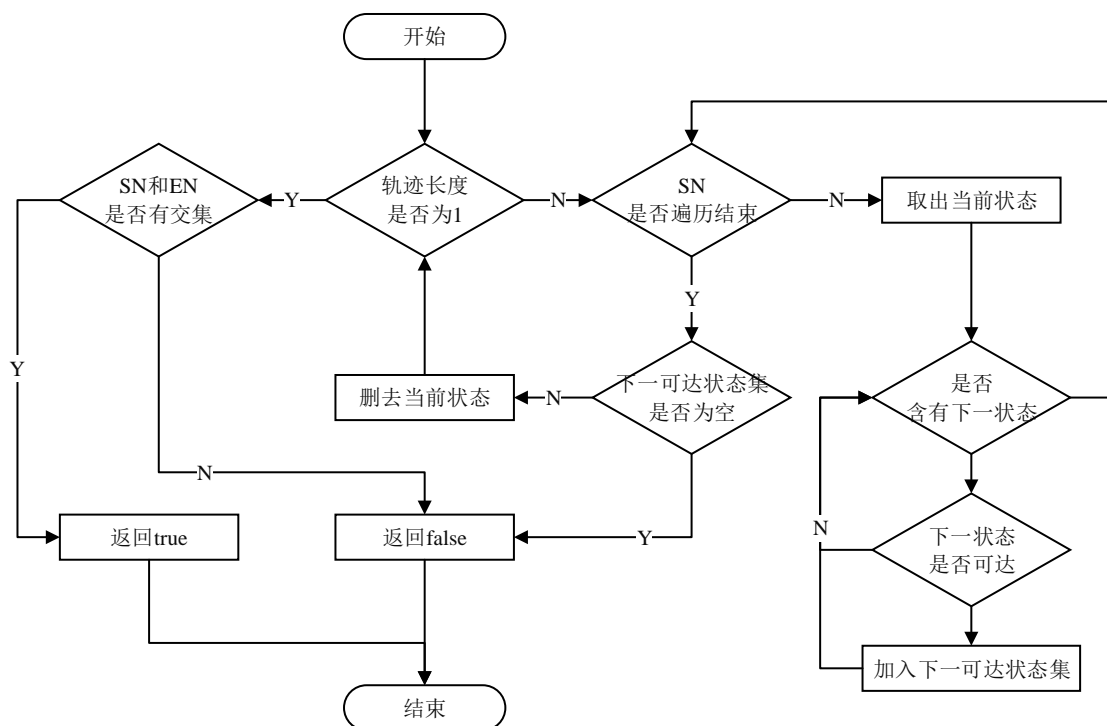 开始
SN和EN
是否有交集
Y
轨迹长度
是否为1
N
SN
是否遍历结束
N
取出当前状态
Y
Y
删去当前状态
N
下一可达状态集
是否为空
是否
含有下一状态
N
返回true
返回false
Y
N
下一状态
是否可达
加入下一可达状态集
结束